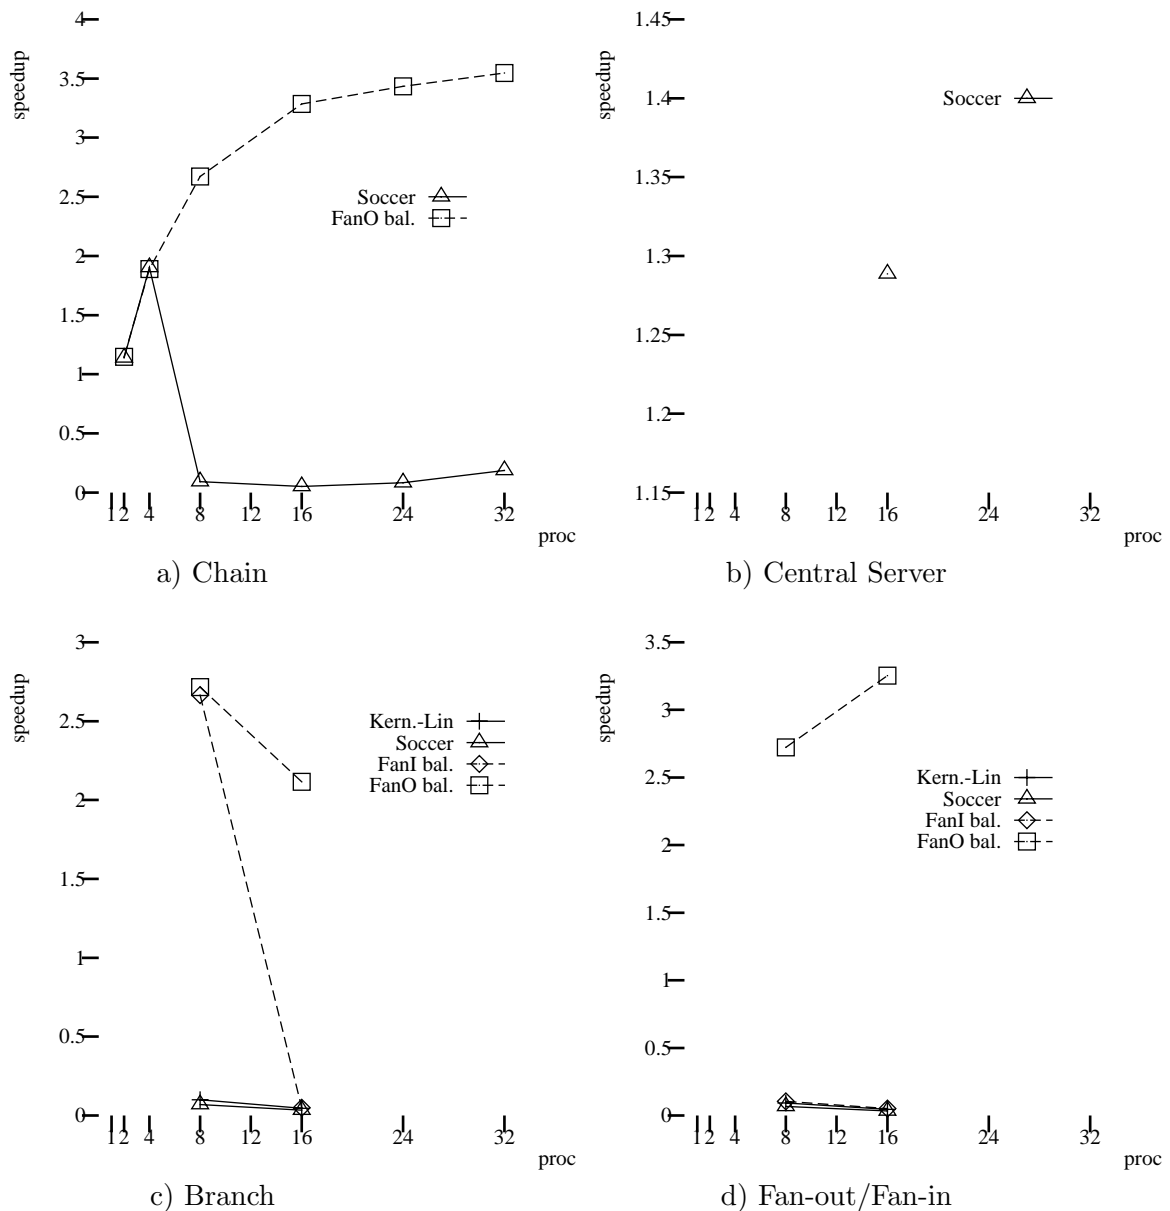 speedup
4
3.5
3
2.5
2
1.5
1
0.5
0
Soccer
FanO bal.
1 2 4 8 12 16 24 32
proc
a) Chain
speedup
1.45
1.4
1.35
1.3
1.25
1.2
1.15
Soccer
1 2 4 8 12 16 24 32
proc
b) Central Server
speedup
3
2.5
2
1.5
1
0.5
0
Kern.-Lin
Soccer
FanI bal.
FanO bal.
1 2 4 8 12 16 24 32
proc
c) Branch
speedup
3.5
3
2.5
2
1.5
1
0.5
0
Kern.-Lin
Soccer
FanI bal.
FanO bal.
1 2 4 8 12 16 24 32
proc
d) Fan-out/Fan-in